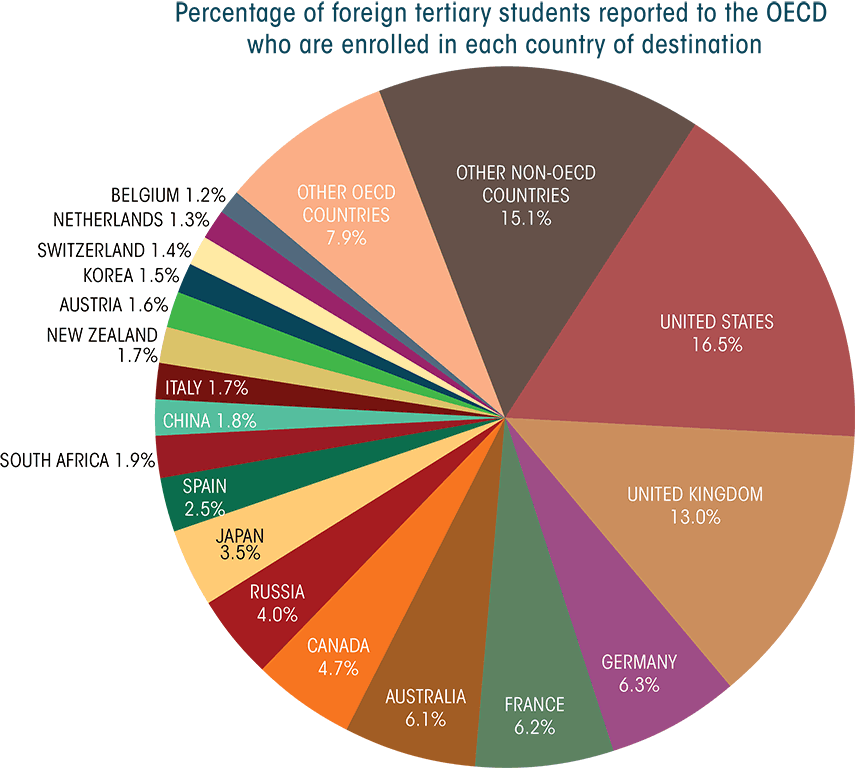 Percentage of foreign tertiary students reported to the OECD
who are enrolled in each country of destination
OTHER NON-OECD
COUNTRIES
15.1%
UNITED STATES
16.5%
UNITED KINGDOM
13.0%
GERMANY
6.3%
FRANCE
6.2%
AUSTRALIA
6.1%
CANADA
4.7%
RUSSIA
4.0%
JAPAN
3.5%
SPAIN
2.5%
SOUTH AFRICA 1.9%
CHINA 1.8%
ITALY 1.7%
NEW ZEALAND
1.7%
AUSTRIA 1.6%
KOREA 1.5%
SWITZERLAND 1.4%
NETHERLANDS 1.3%
BELGIUM 1.2%
OTHER OECD
COUNTRIES
7.9%